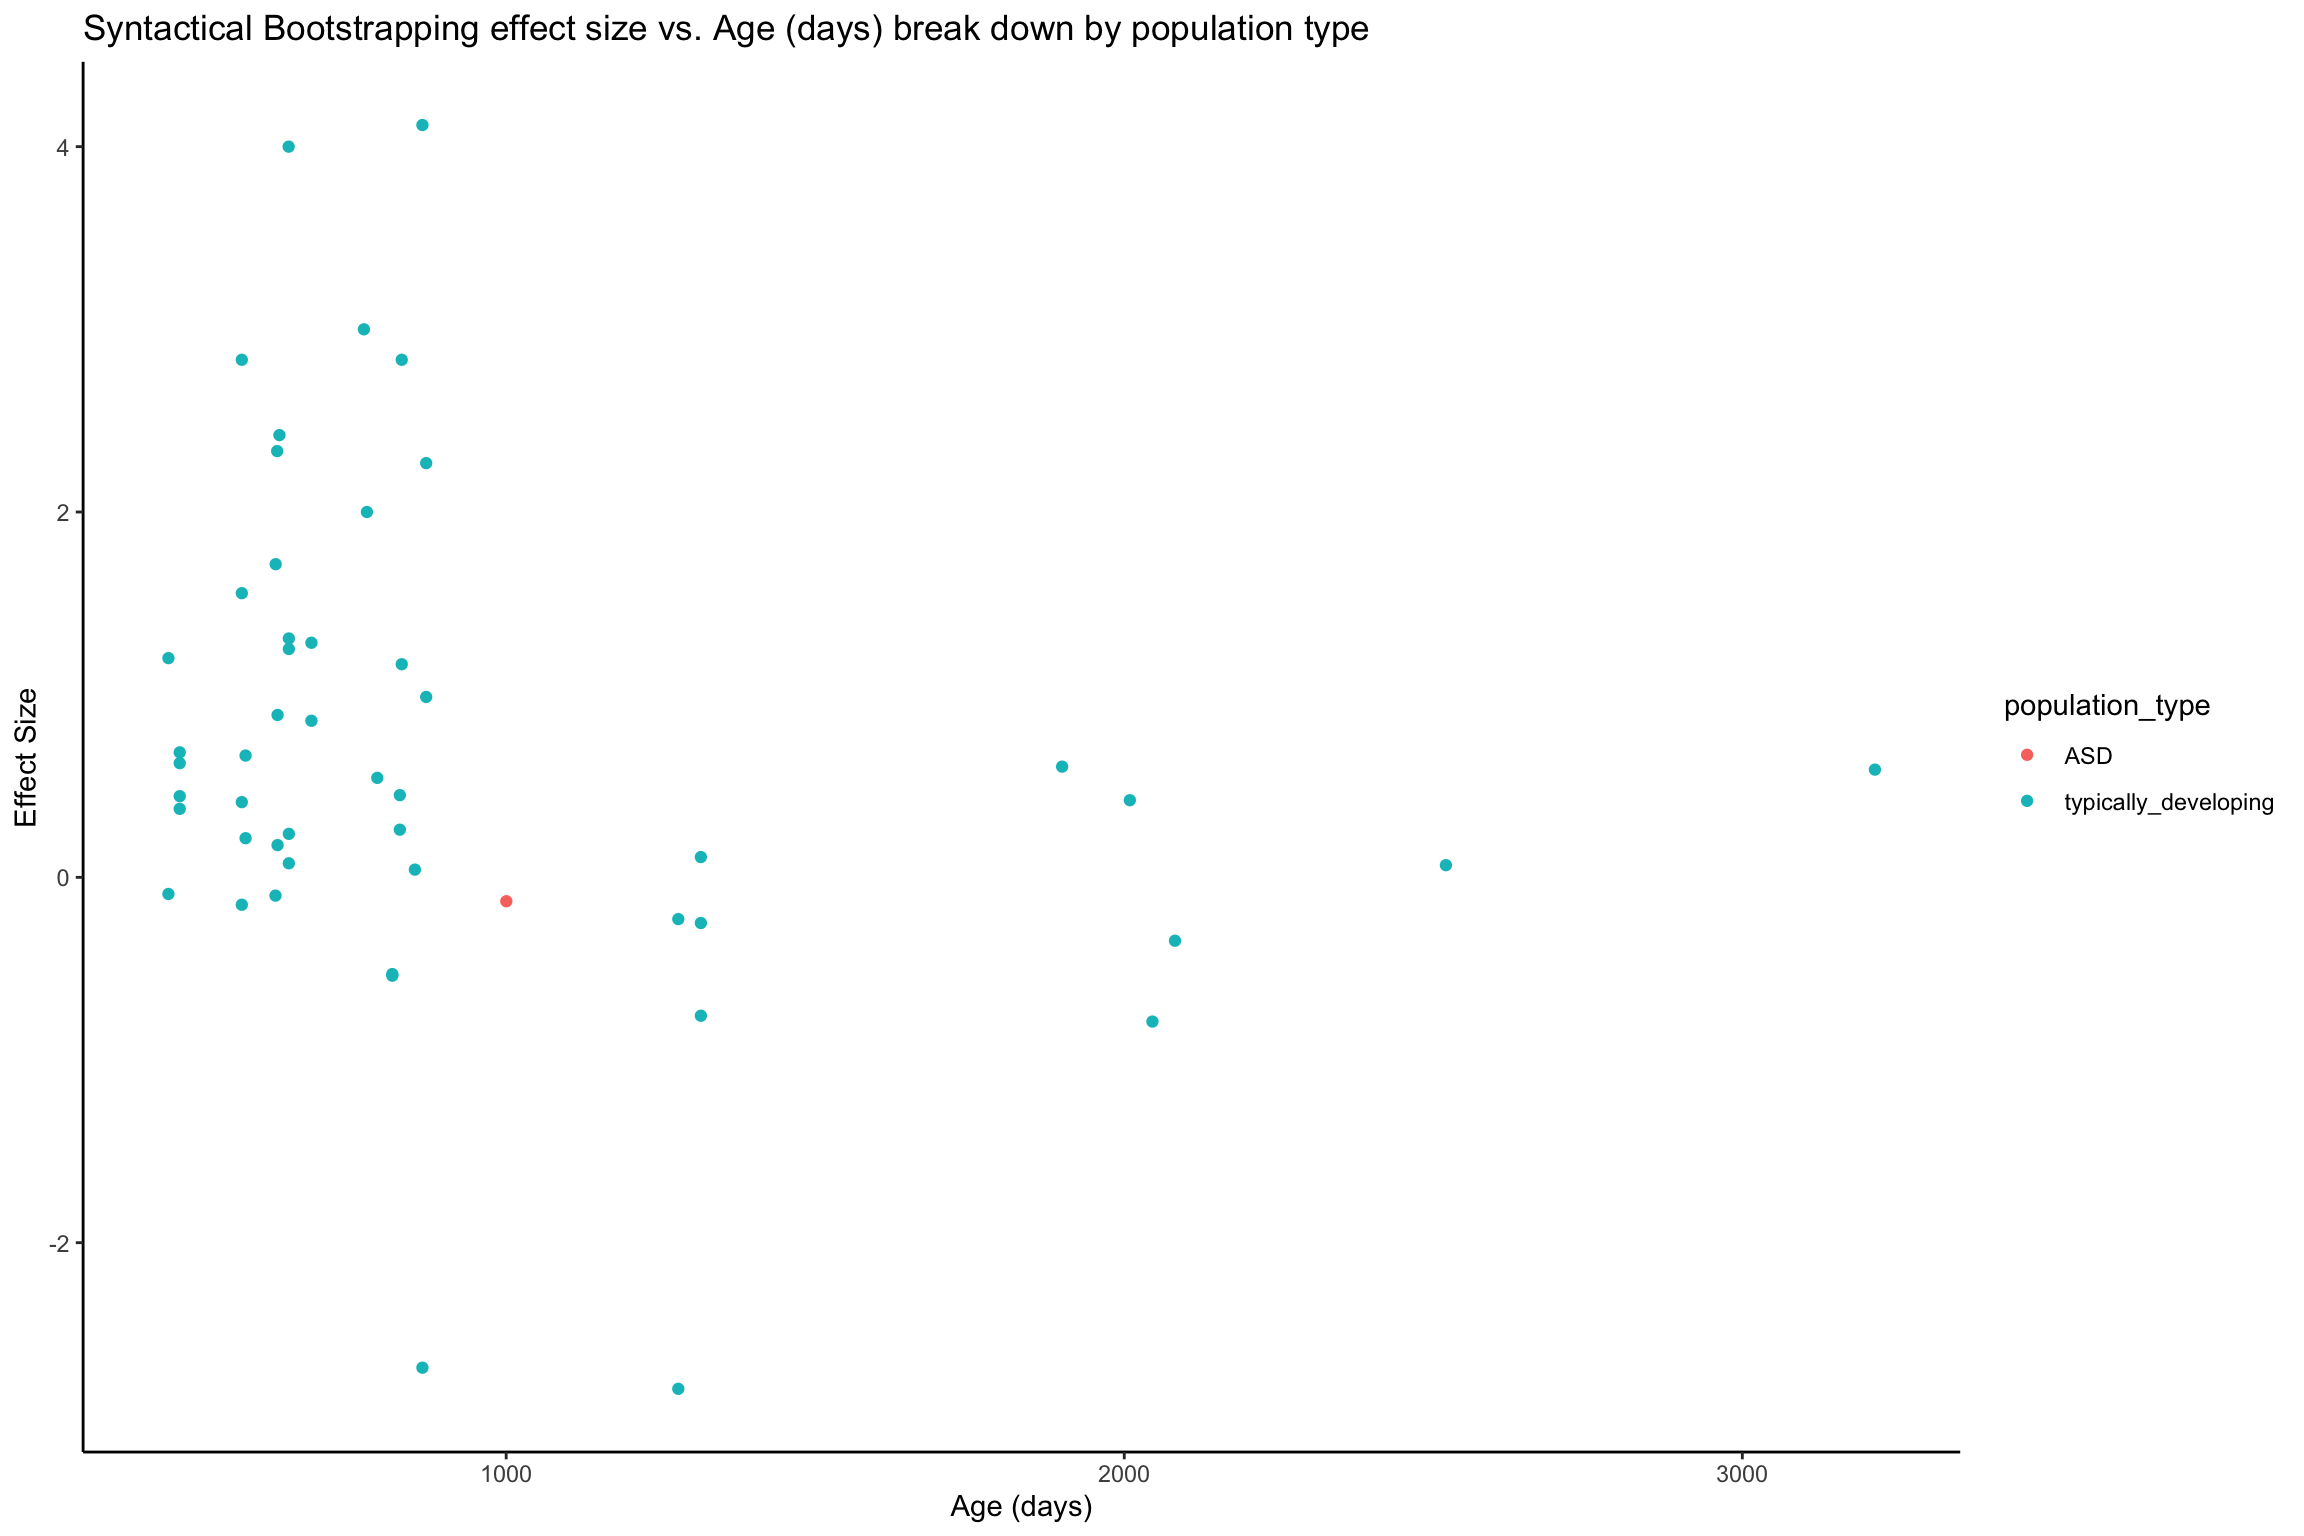 Syntactical Bootstrapping effect size vs. Age (days) break down by population type
4
2
0
-2
Effect Size
1000
2000
3000
Age (days)
population_type
ASD
typically_developing